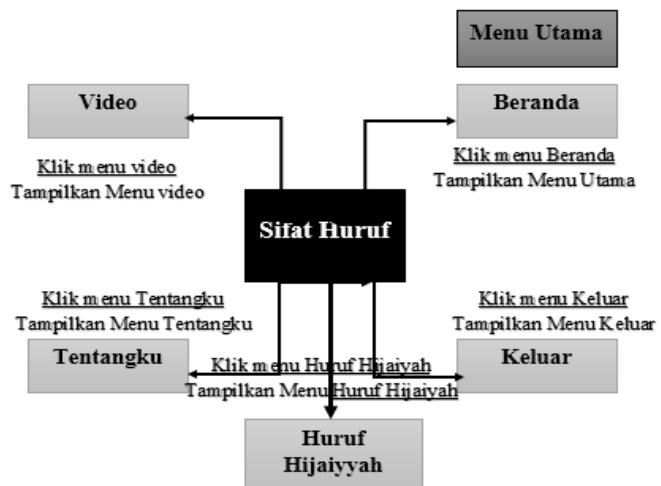 Menu Utama
Video
Beranda
Klik menu video
Tampilkan Menu video
Klik menu Beranda
Tampilkan Menu Utama
Sifat Huruf
Klik menu Tentangku
Tampilkan Menu Tentangku
Klik menu Keluar
Tampilkan Menu Keluar
Tentangku
Klik menu Huruf Hijaiyah
Tampilkan Menu Huruf Hijaiyah
Keluar
Huruf
Hijaiyyah